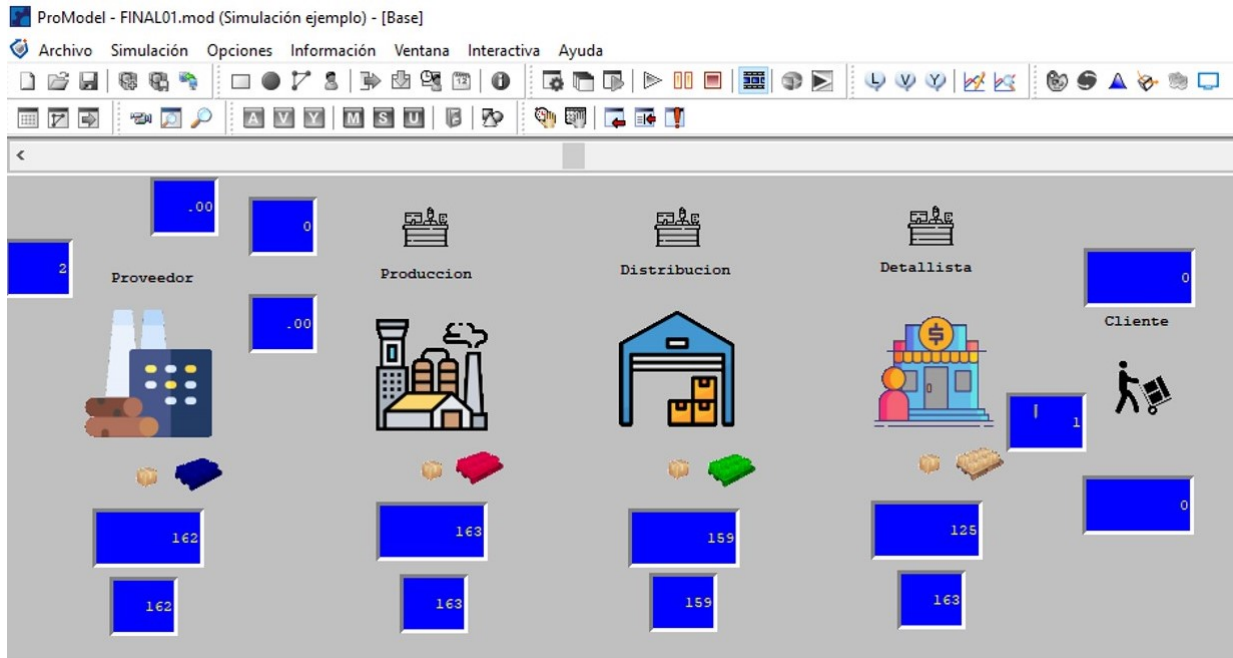 ProModel - FINAL01.mod (Simulación ejemplo) - [Base]
Archivo Simulación Opciones Información Ventana Interactiva Ayuda
L V Y
A V Y M S U
<
.00
0
2
Proveedor
Produccion
Distribucion
Detallista
0
.00
Cliente
$
1
162
163
159
125
0
162
163
159
163